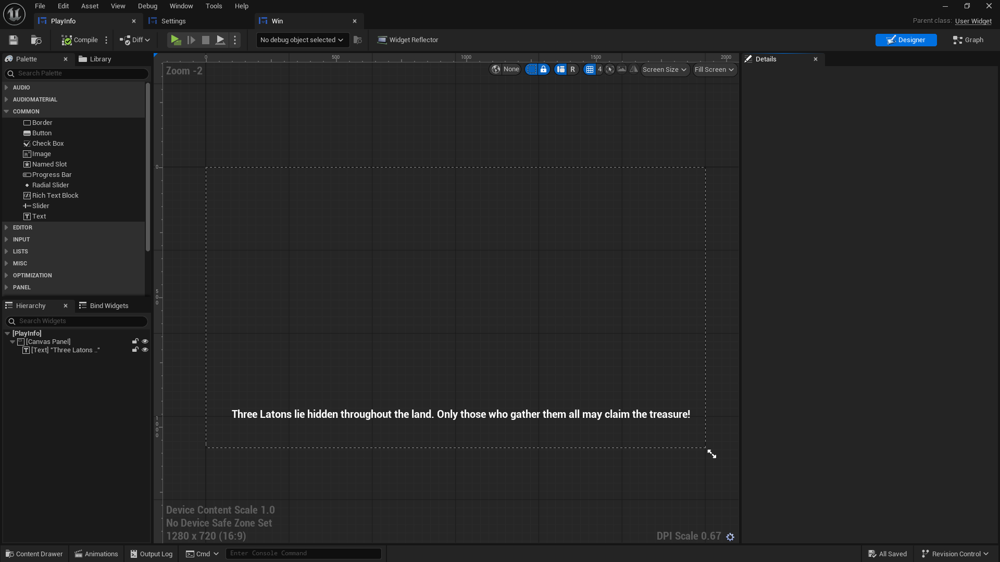 File Edit Asset View Debug Window Tools Help
PlayInfo Settings Win
Parent class: User Widget
Compile Diff No debug object selected Widget Reflector Designer Graph
Palette Library
Search Palette
AUDIO
AUDIOMATERIAL
COMMON
Border
Button
Check Box
Image
Named Slot
Progress Bar
Radial Slider
Rich Text Block
Slider
Text
EDITOR
INPUT
LISTS
MISC
OPTIMIZATION
PANEL
Hierarchy Bind Widgets
Search Widgets
[PlayInfo]
[Canvas Panel]
[Text] "Three Latons .."
0 500 1000 1500 2000
Zoom -2
None R 4 Screen Size Fill Screen
0
500
1000
Three Latons lie hidden throughout the land. Only those who gather them all may claim the treasure!
Device Content Scale 1.0
No Device Safe Zone Set
1280 x 720 (16:9)
DPI Scale 0.67
Details
Content Drawer Animations Output Log Cmd Enter Console Command All Saved Revision Control